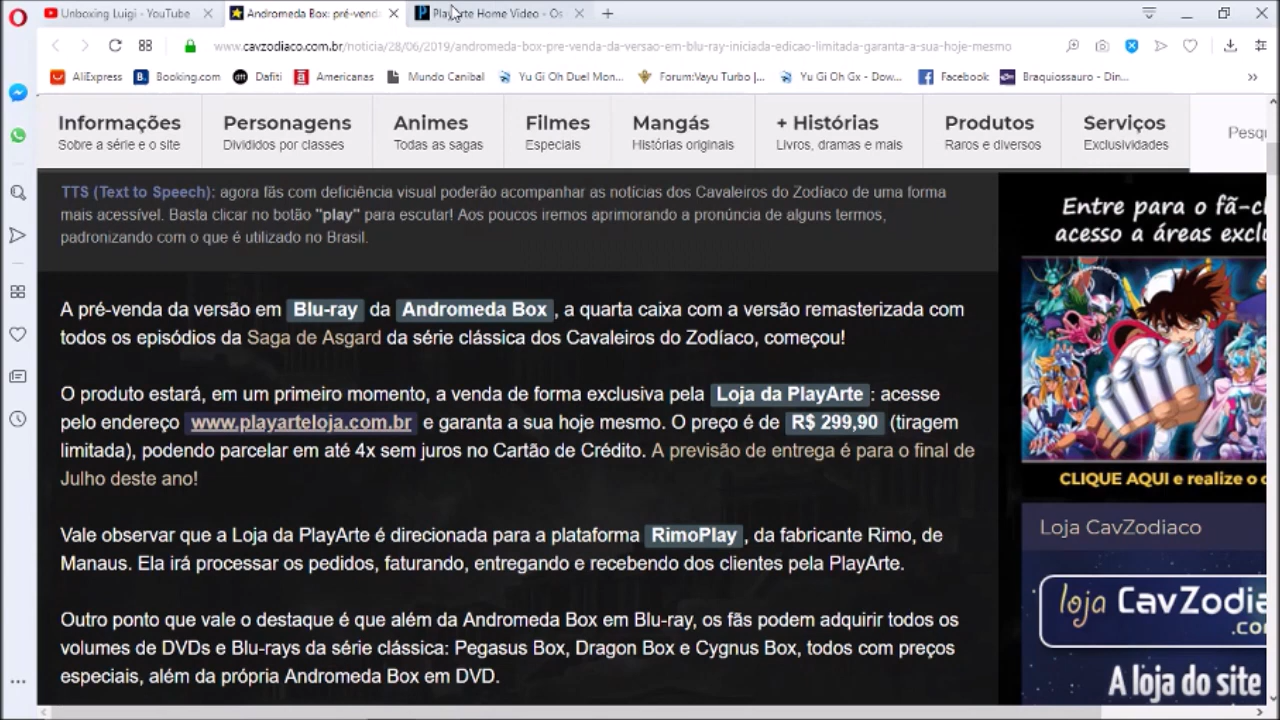 Unboxing Luigi - YouTube
Andromeda Box: pré-vend
PlayArte Home Video - Os
www.cavzodiaco.com.br/noticia/28/06/2019/andromeda-box-pre-venda-da-versao-em-blu-ray-iniciada-edicao-limitada-garanta-a-sua-hoje-mesmo
AliExpress
Booking.com
Dafiti
Americanas
Mundo Canibal
Yu Gi Oh Duel Mon...
Forum:Vayu Turbo |...
Yu Gi Oh Gx - Dow...
Facebook
Braquiossauro - Din...
Informações Personagens Animes Filmes Mangás + Histórias Produtos Serviços
Sobre a série e o site Divididos por classes Todas as sagas Especiais Histórias originais Livros, dramas e mais Raros e diversos Exclusividades Pesqu
TTS (Text to Speech): agora fãs com deficiência visual poderão acompanhar as notícias dos Cavaleiros do Zodíaco de uma forma
mais acessível. Basta clicar no botão "play" para escutar! Aos poucos iremos aprimorando a pronúncia de alguns termos,
padronizando com o que é utilizado no Brasil.
A pré-venda da versão em Blu-ray da Andromeda Box, a quarta caixa com a versão remasterizada com
todos os episódios da Saga de Asgard da série clássica dos Cavaleiros do Zodíaco, começou!
O produto estará, em um primeiro momento, a venda de forma exclusiva pela Loja da PlayArte: acesse
pelo endereço www.playarteloja.com.br e garanta a sua hoje mesmo. O preço é de R$ 299,90 (tiragem
limitada), podendo parcelar em até 4x sem juros no Cartão de Crédito. A previsão de entrega é para o final de
Julho deste ano!
Vale observar que a Loja da PlayArte é direcionada para a plataforma RimoPlay, da fabricante Rimo, de
Manaus. Ela irá processar os pedidos, faturando, entregando e recebendo dos clientes pela PlayArte.
Outro ponto que vale o destaque é que além da Andromeda Box em Blu-ray, os fãs podem adquirir todos os
volumes de DVDs e Blu-rays da série clássica: Pegasus Box, Dragon Box e Cygnus Box, todos com preços
especiais, além da própria Andromeda Box em DVD.
Entre para o fã-cl
acesso a áreas exclu
CLIQUE AQUI e realize o c
Loja CavZodiaco
loja CavZodia
.co
A loja do site